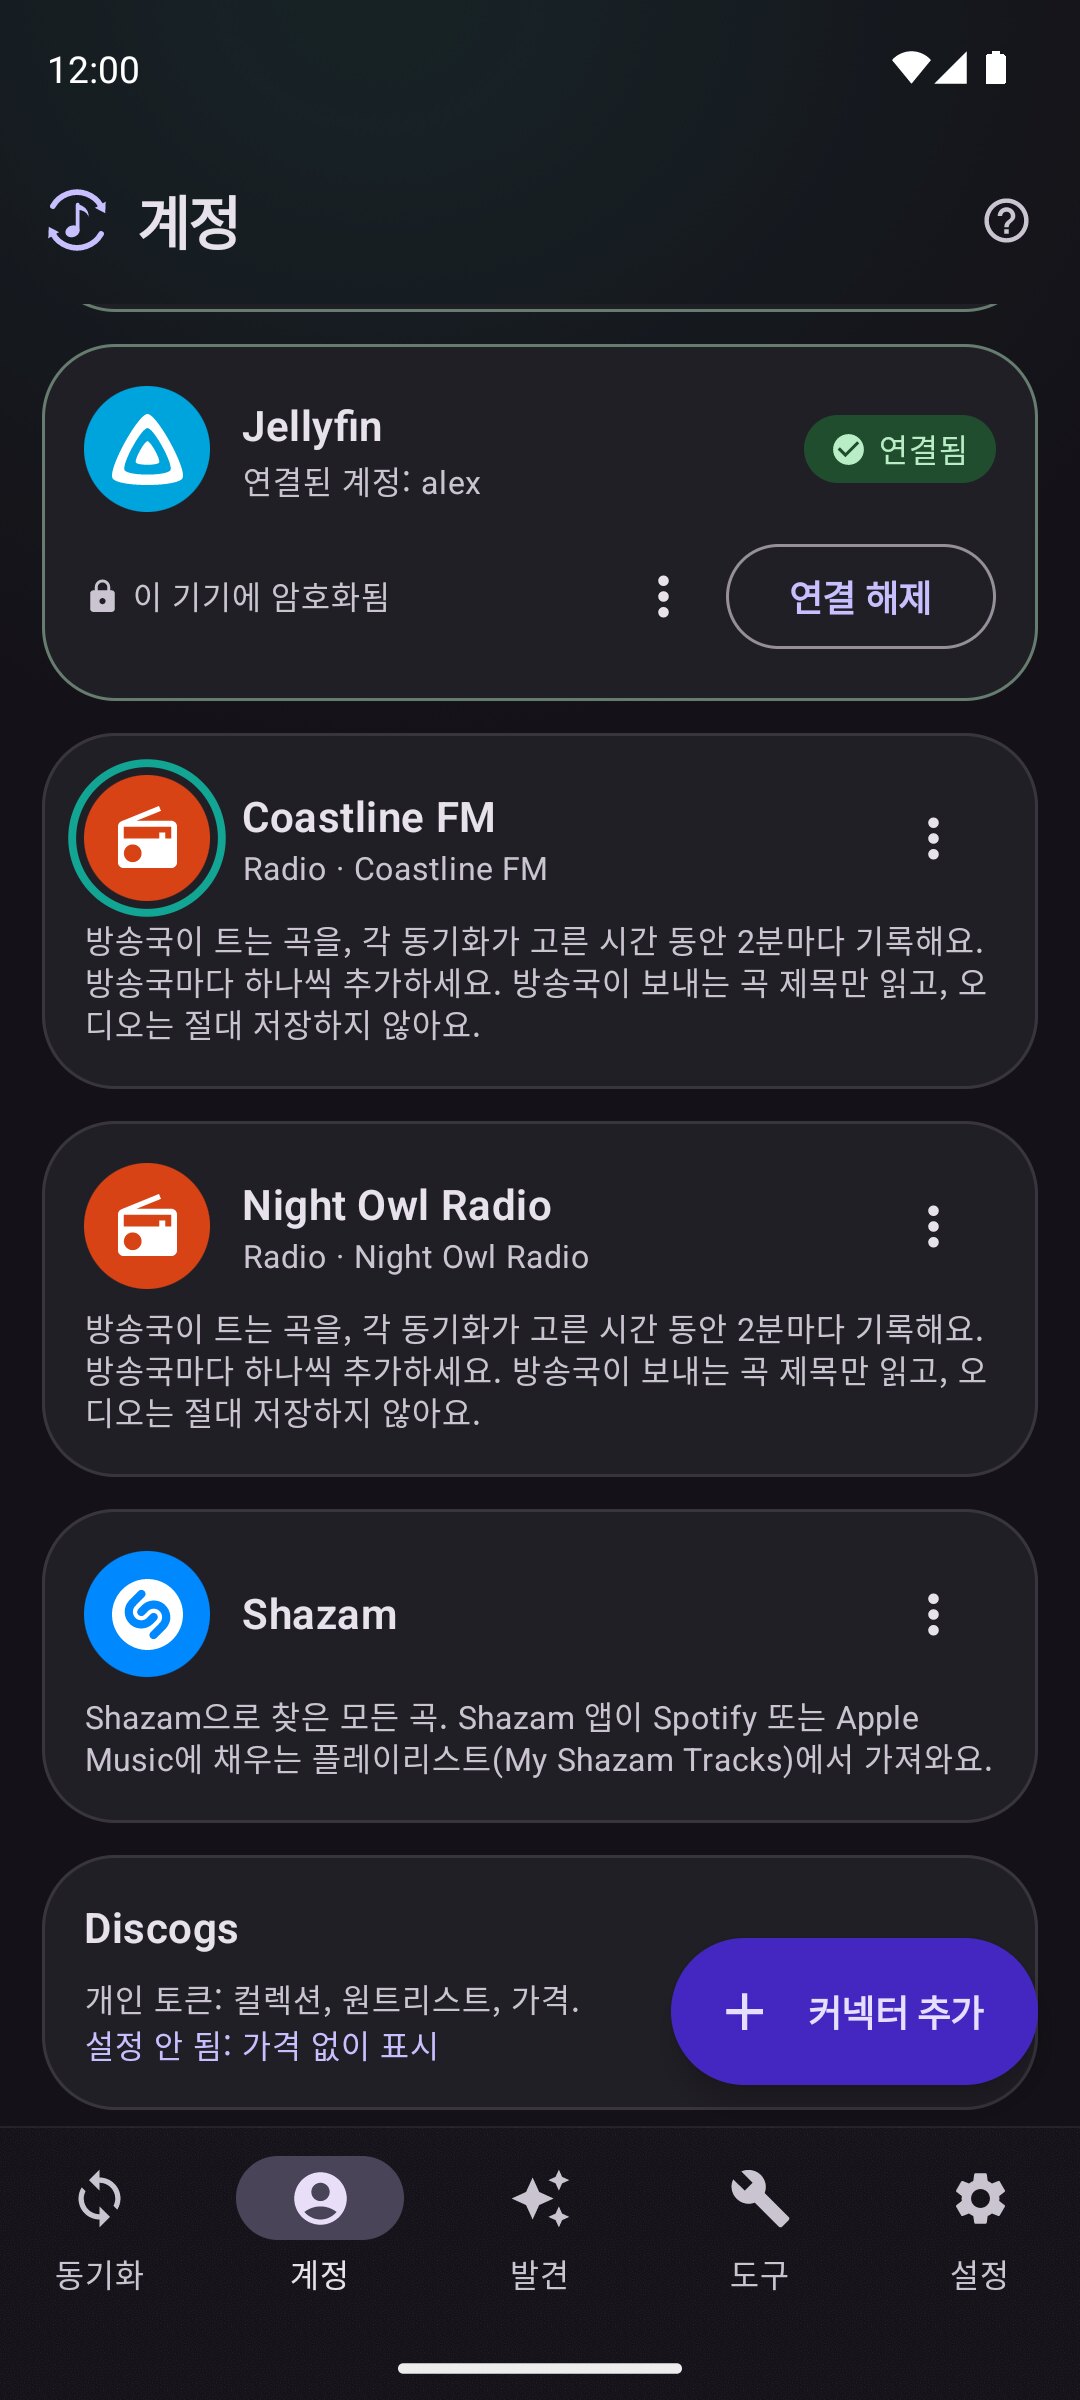 12:00
계정
Jellyfin
연결된 계정: alex
연결됨
이 기기에 암호화됨
연결 해제
Coastline FM
Radio · Coastline FM
방송국이 트는 곡을, 각 동기화가 고른 시간 동안 2분마다 기록해요.
방송국마다 하나씩 추가하세요. 방송국이 보내는 곡 제목만 읽고, 오
디오는 절대 저장하지 않아요.
Night Owl Radio
Radio · Night Owl Radio
방송국이 트는 곡을, 각 동기화가 고른 시간 동안 2분마다 기록해요.
방송국마다 하나씩 추가하세요. 방송국이 보내는 곡 제목만 읽고, 오
디오는 절대 저장하지 않아요.
Shazam
Shazam으로 찾은 모든 곡. Shazam 앱이 Spotify 또는 Apple
Music에 채우는 플레이리스트(My Shazam Tracks)에서 가져와요.
Discogs
개인 토큰: 컬렉션, 원트리스트, 가격.
설정 안 됨: 가격 없이 표시
커넥터 추가
동기화
계정
발견
도구
설정